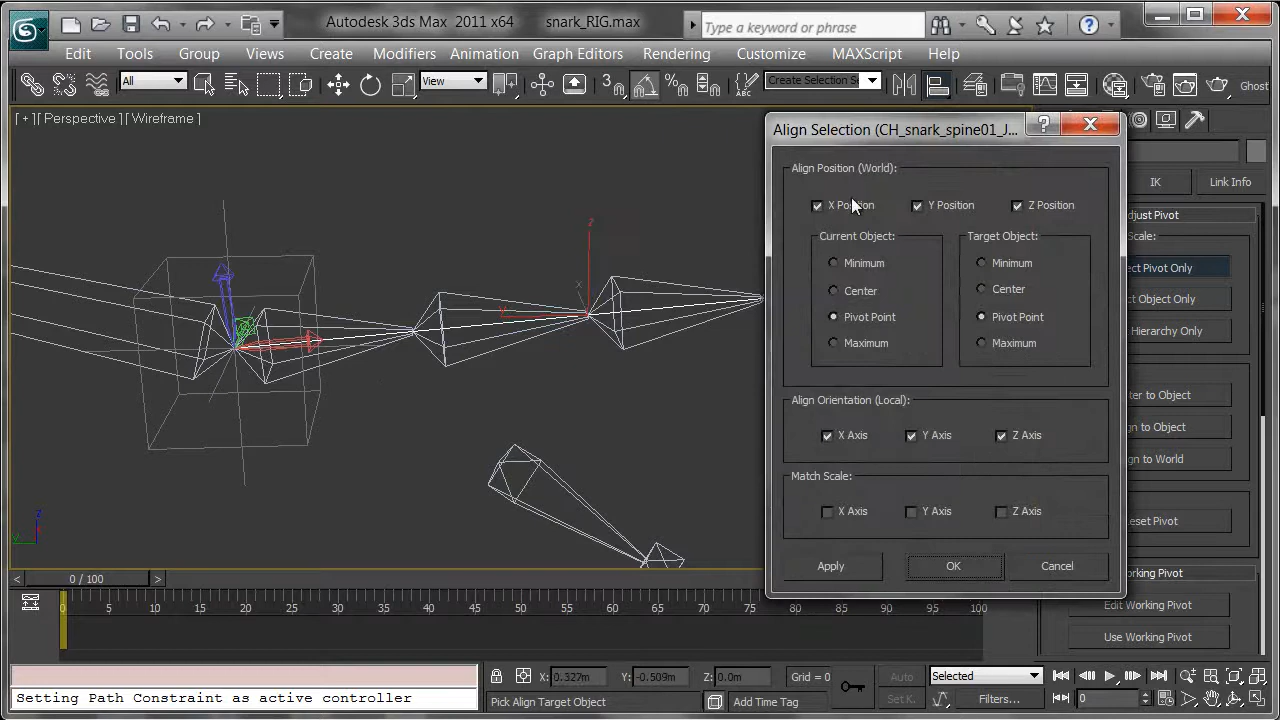 Autodesk 3ds Max 2011 x64 snark_RIG.max
Type a keyword or phrase
Edit Tools Group Views Create Modifiers Animation Graph Editors Rendering Customize MAXScript Help
All View 3 Create Selection Se Ghost
[ + ][ Perspective ][ Wireframe ]
Align Selection (CH_snark_spine01_J...
Align Position (World):
X Position Y Position Z Position
Current Object: Target Object:
Minimum Minimum
Center Center
Pivot Point Pivot Point
Maximum Maximum
Align Orientation (Local):
X Axis Y Axis Z Axis
Match Scale:
X Axis Y Axis Z Axis
Apply OK Cancel
IK Link Info
djust Pivot
Scale:
ect Pivot Only
ect Object Only
Hierarchy Only
ter to Object
gn to Object
gn to World
Reset Pivot
Working Pivot
Edit Working Pivot
Use Working Pivot
z
x
y
z
y
< 0 / 100 >
0 5 10 15 20 25 30 35 40 45 50 55 60 65 70 75 80 85 90 95 100
X: 0.327m Y: -0.509m Z: 0.0m Grid = 0 Auto Selected
Setting Path Constraint as active controller
Pick Align Target Object Add Time Tag Set K. Filters... 0